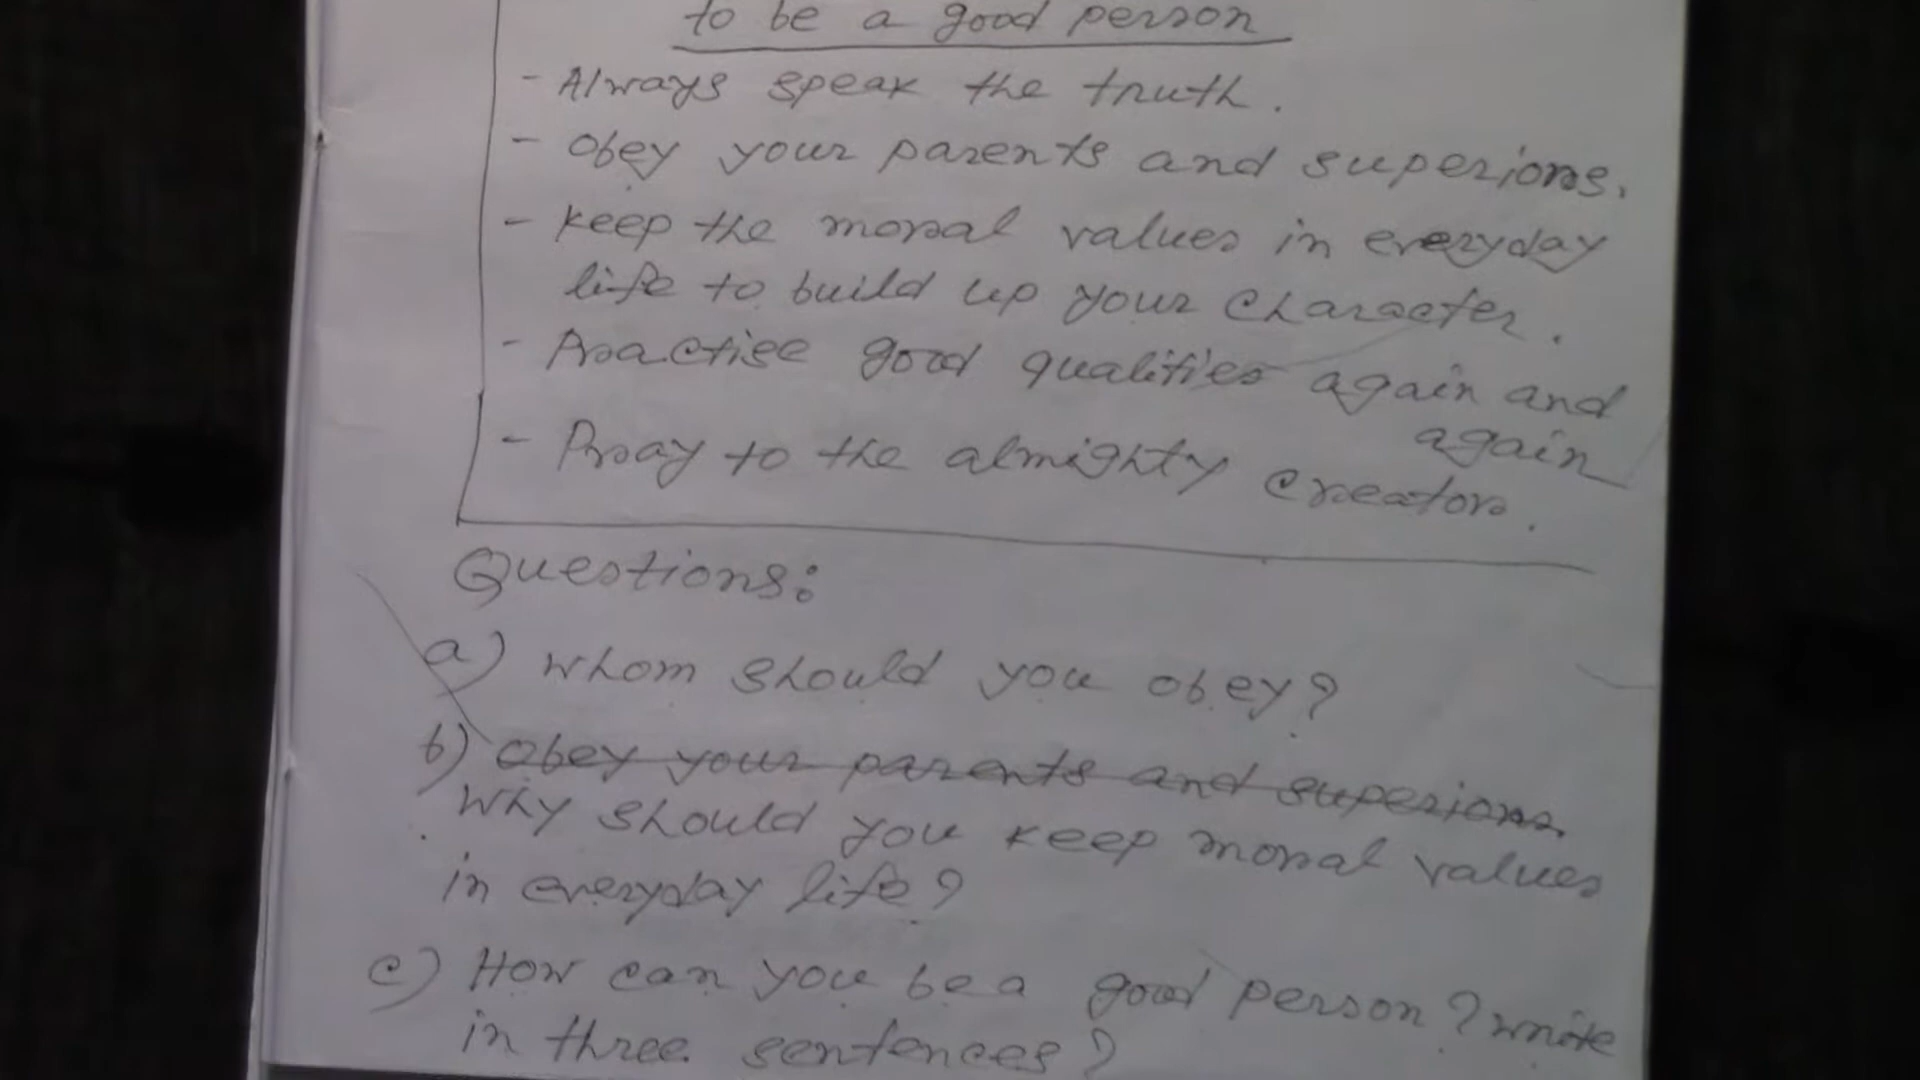 to be a good person
- Always speak the truth.
- Obey your parents and superiors.
- Keep the moral values in everyday
life to build up your character.
- Practise good qualities again and
again
- Pray to the almighty creator.
Questions:
a) Whom should you obey?
b) Obey your parents and superiors.
Why should you keep moral values
in everyday life?
c) How can you be a good person? write
in three sentences?